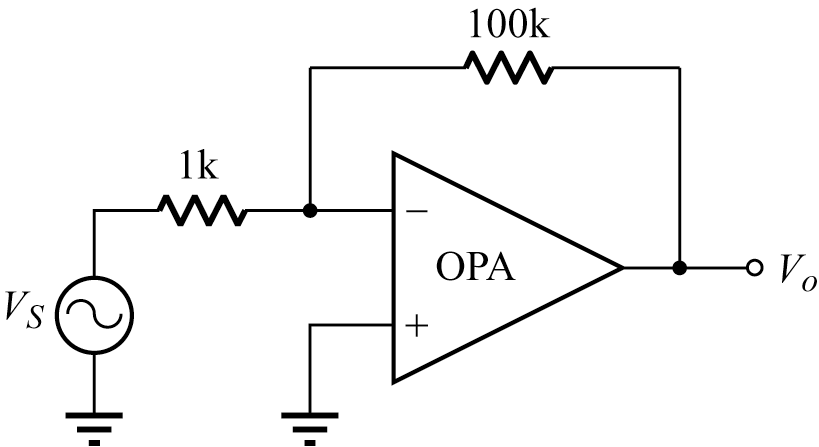 100k
1k
−
OPA
V_o
V_S
+